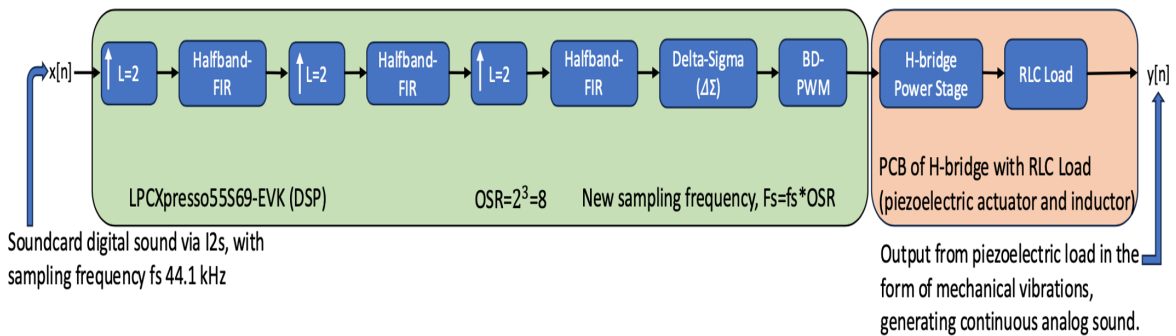 x[n]
L=2
Halfband-
FIR
L=2
Halfband-
FIR
L=2
Halfband-
FIR
Delta-Sigma
(ΔΣ)
BD-
PWM
H-bridge
Power Stage
RLC Load
y[n]
LPCXpresso55S69-EVK (DSP)
OSR=2³=8
New sampling frequency, Fs=fs*OSR
PCB of H-bridge with RLC Load
(piezoelectric actuator and inductor)
Soundcard digital sound via I2s, with
sampling frequency fs 44.1 kHz
Output from piezoelectric load in the
form of mechanical vibrations,
generating continuous analog sound.